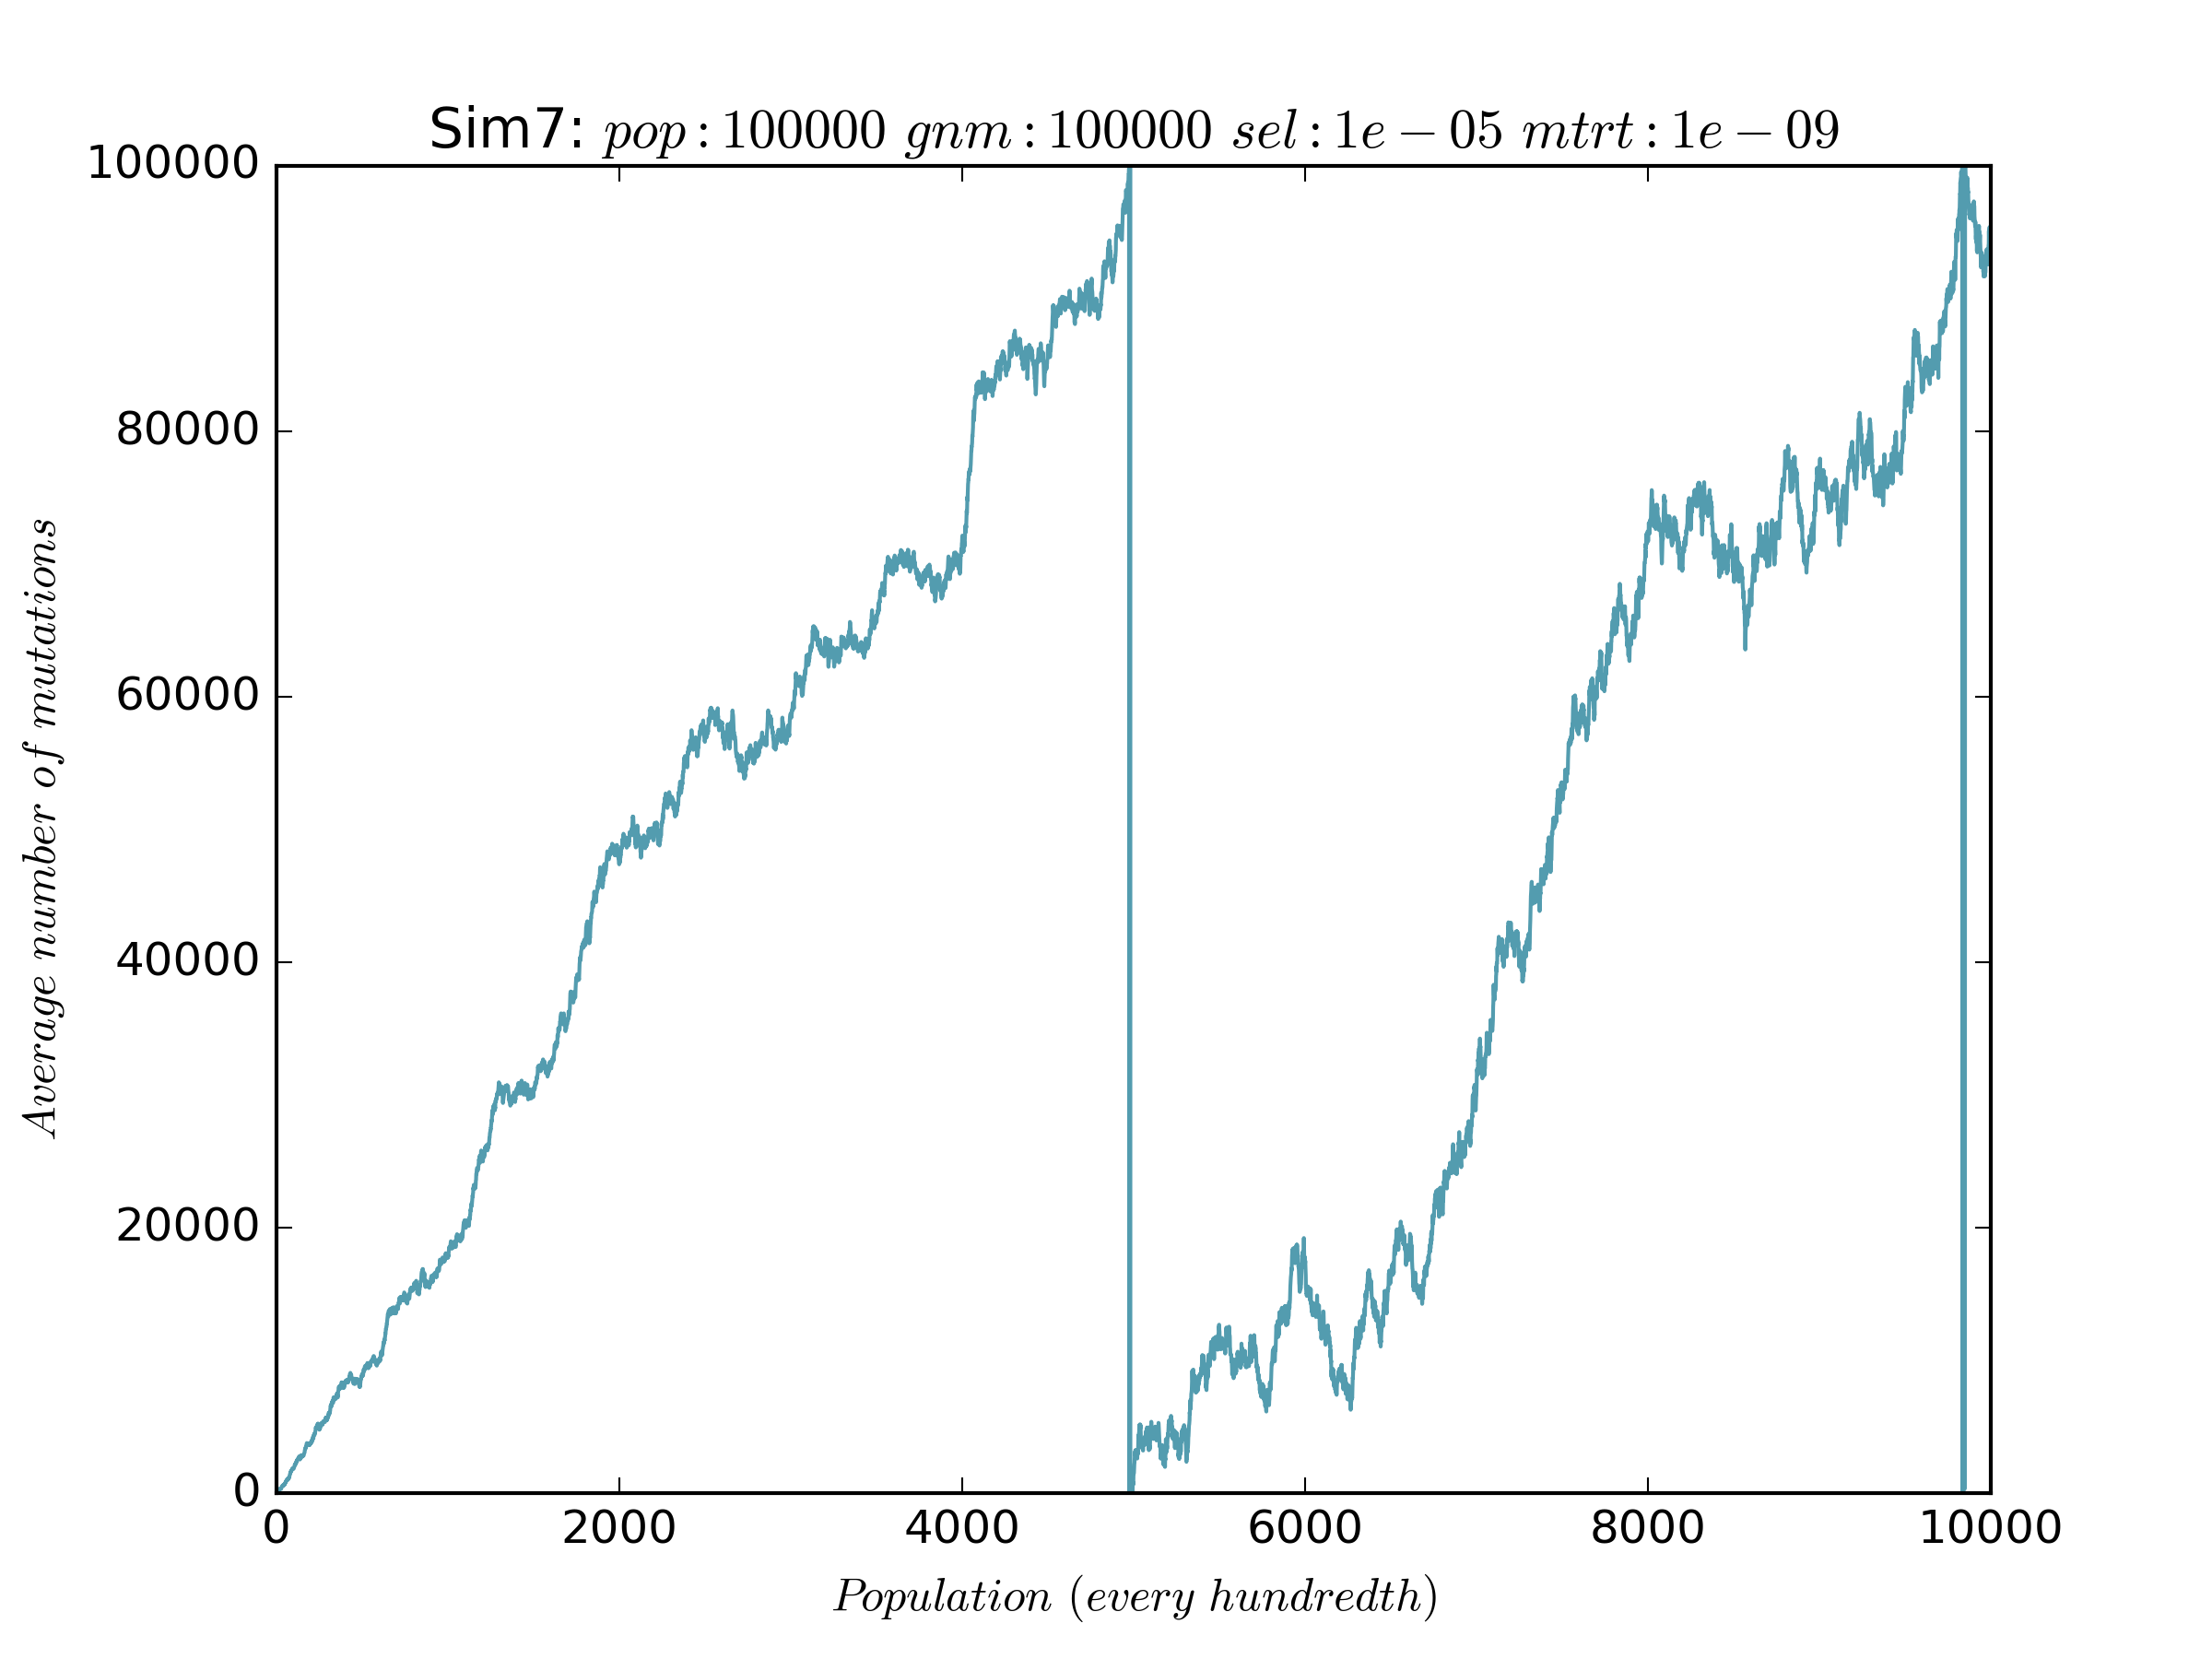 Sim7: pop : 100000 gnm : 100000 sel : 1e − 05 mtrt : 1e − 09
100000
80000
60000
40000
20000
0
Average number of mutations
0 2000 4000 6000 8000 10000
Population (every hundredth)